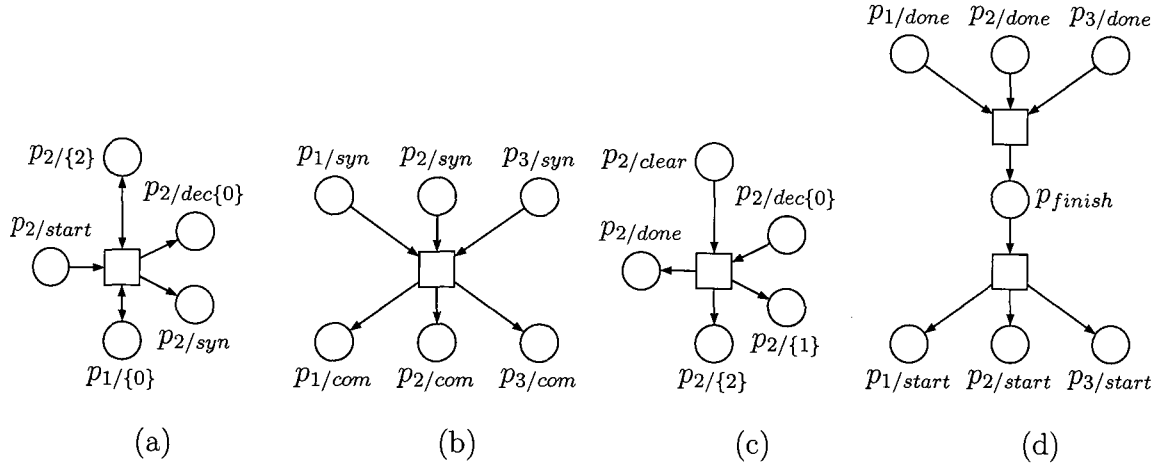 p1/done p2/done p3/done
p2/{2} p1/syn p2/syn p3/syn p2/clear
p2/dec{0} p2/dec{0} pfinish
p2/start p2/done
p2/syn p2/{1}
p1/{0} p1/com p2/com p3/com p2/{2} p1/start p2/start p3/start
(a) (b) (c) (d)